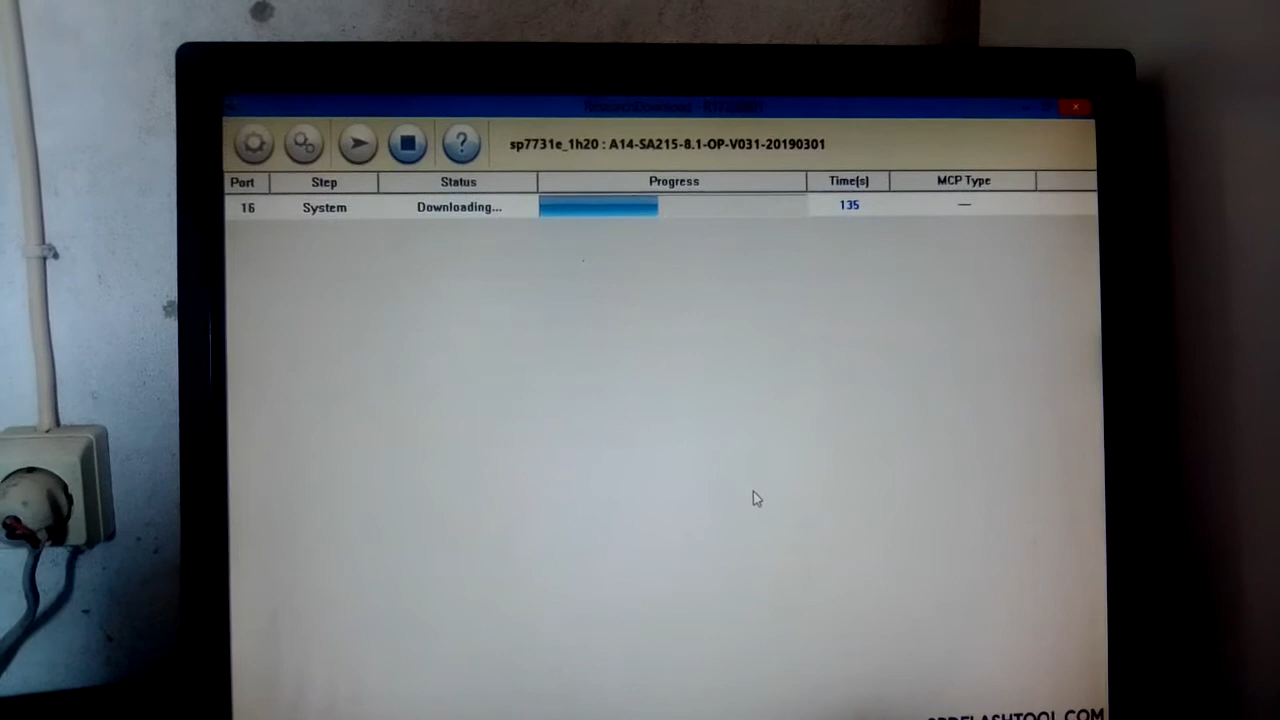 sp7731e_1h20 : A14-SA215-8.1-OP-V031-20190301
Port Step Status Progress Time(s) MCP Type
16 System Downloading... 135 —